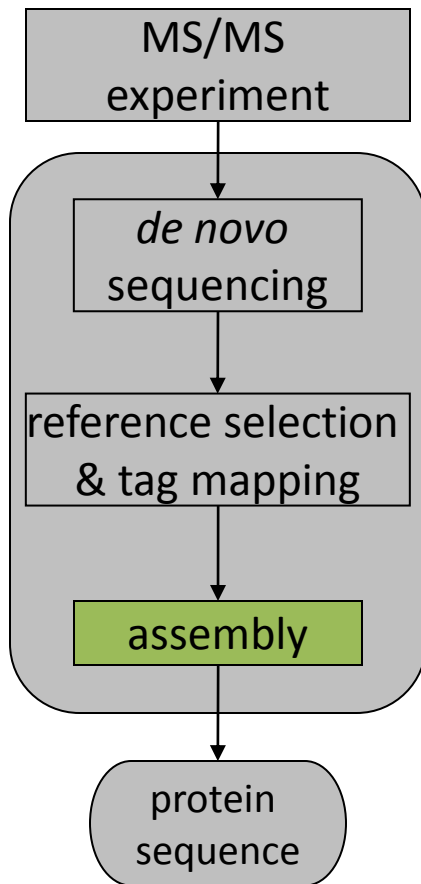 MS/MS
experiment
de novo
sequencing
reference selection
& tag mapping
assembly
protein
sequence